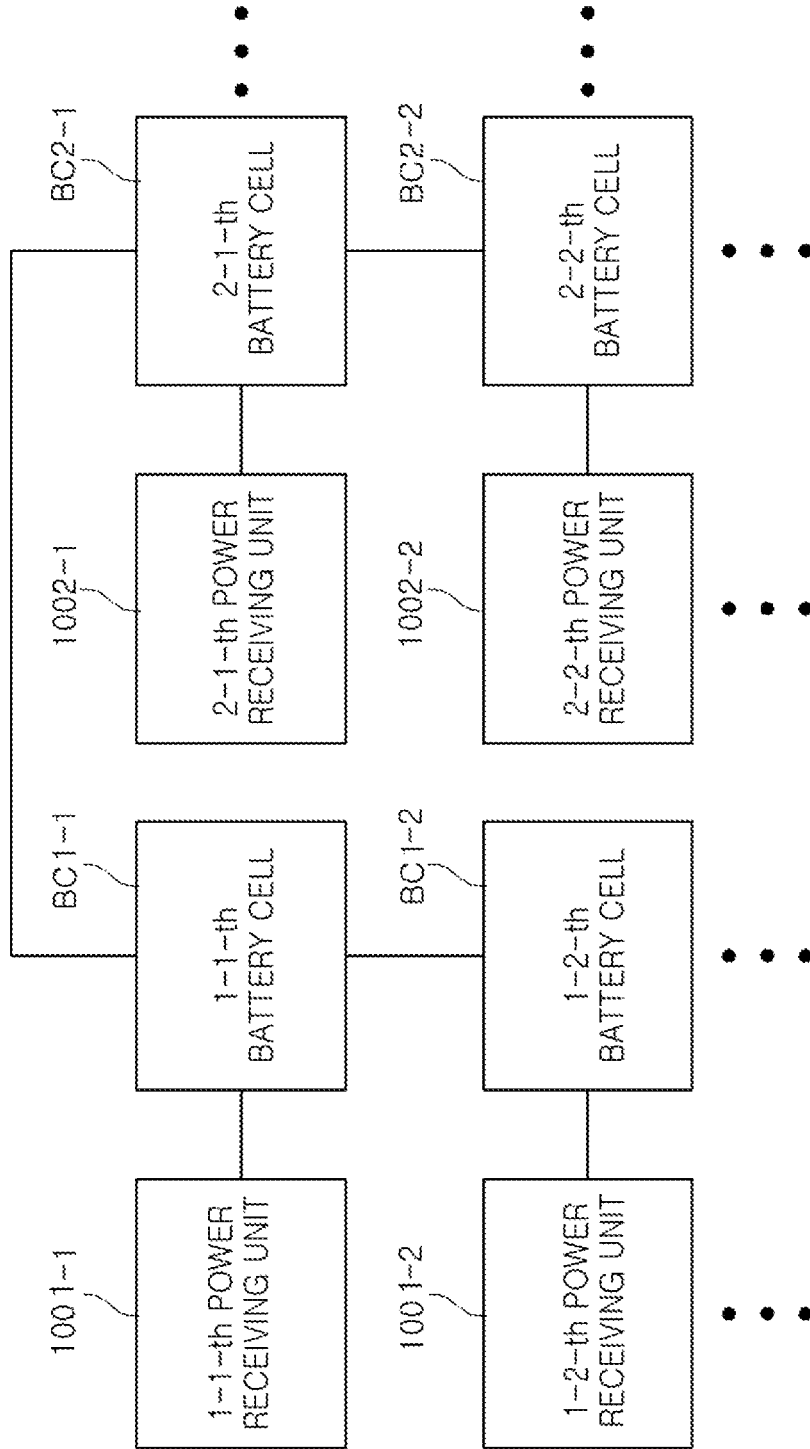 1001-1
1-1-th POWER
RECEIVING UNIT
BC1-1
1-1-th
BATTERY CELL
1002-1
2-1-th POWER
RECEIVING UNIT
BC2-1
2-1-th
BATTERY CELL
1001-2
1-2-th POWER
RECEIVING UNIT
BC1-2
1-2-th
BATTERY CELL
1002-2
2-2-th POWER
RECEIVING UNIT
BC2-2
2-2-th
BATTERY CELL